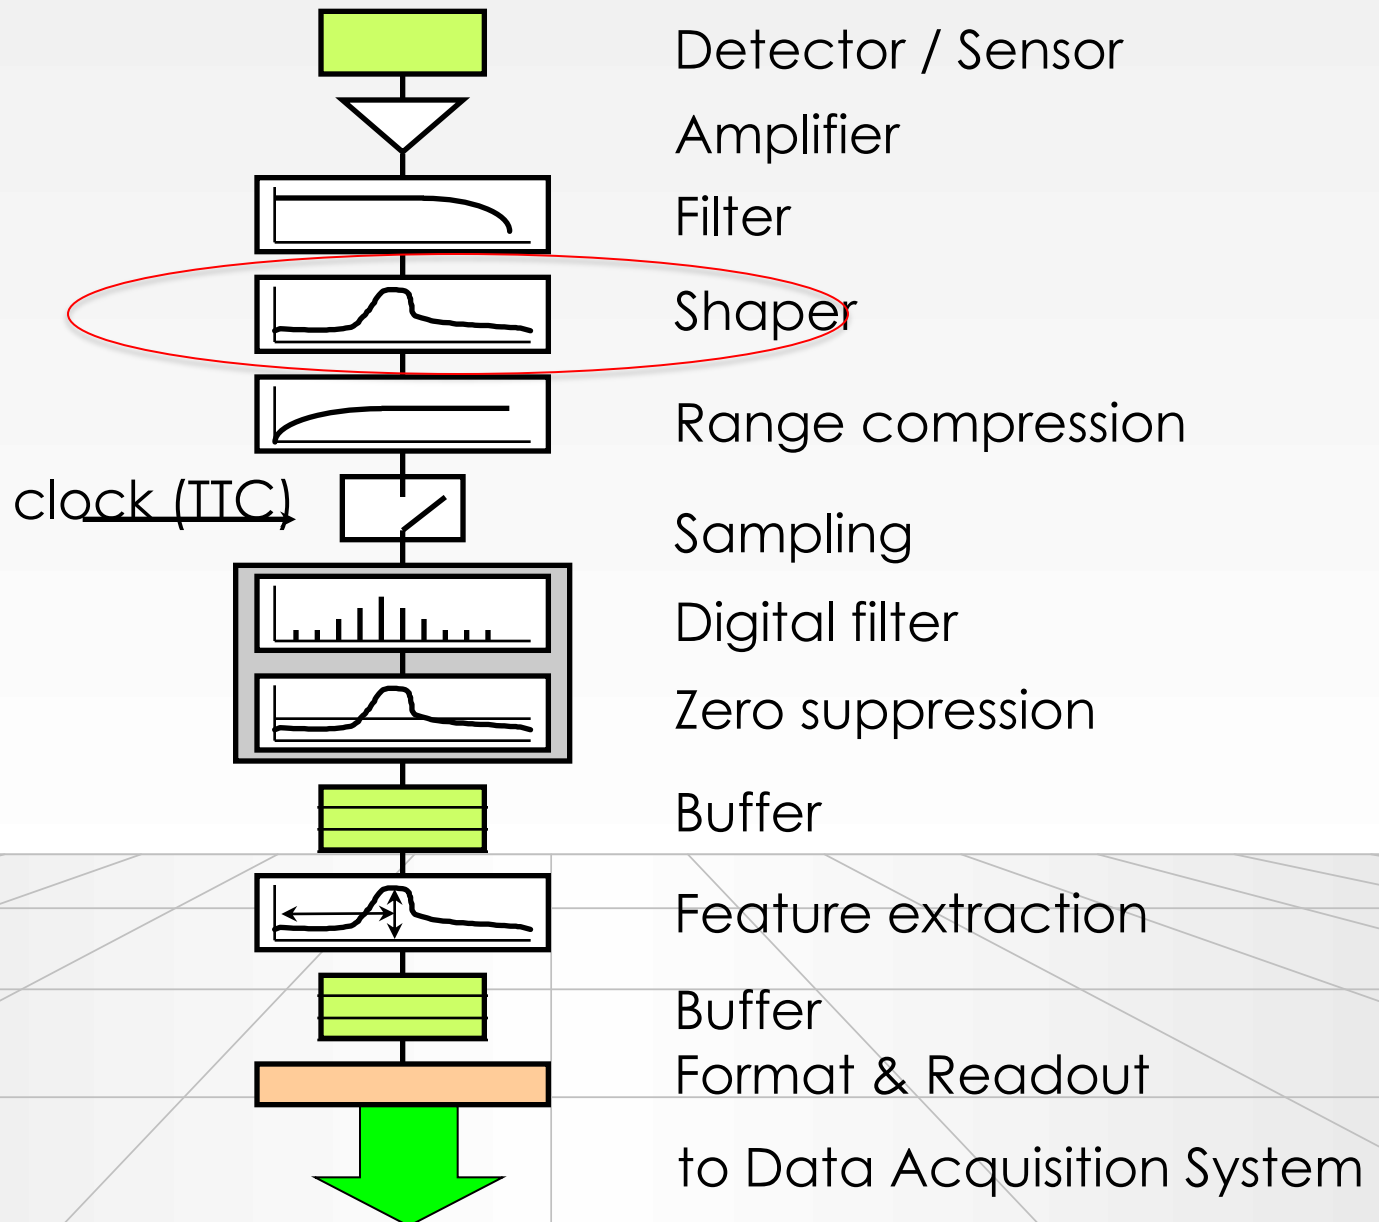 Detector / Sensor
Amplifier
Filter
Shaper
Range compression
clock (TTC)
Sampling
Digital filter
Zero suppression
Buffer
Feature extraction
Buffer
Format & Readout
to Data Acquisition System